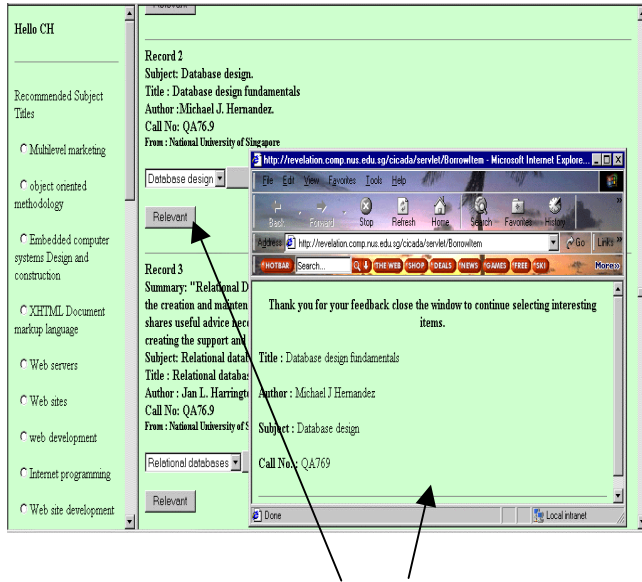 Hello CH
Recommended Subject
Titles
Multilevel marketing
object oriented
methodology
Embedded computer
systems Design and
construction
XHTML Document
markup language
Web servers
Web sites
web development
Internet programming
Web site development
Relevant
Record 2
Subject: Database design.
Title : Database design fundamentals
Author :Michael J. Hernandez.
Call No: QA76.9
From : National University of Singapore
Database design
Relevant
Record 3
Summary: "Relational D
the creation and mainten
shares useful advice
creating the support and
Subject: Relational datab
Title : Relational databas
Author : Jan L. Harringto
Call No: QA76.9
From : National University of S
Relational databases
Relevant
http://revelation.comp.nus.edu.sg/cicada/servlet/BorrowItem - Microsoft Internet Explore...
File Edit View Favorites Tools Help
Back Forward Stop Refresh Home Search Favorites History »
Address http://revelation.comp.nus.edu.sg/cicada/servlet/BorrowItem Go Links »
HOTBAR Search... THE WEB SHOP DEALS NEWS GAMES FREE SKI More»
Thank you for your feedback close the window to continue selecting interesting
items.
Title : Database design fundamentals
Author : Michael J Hernandez
Subject : Database design
Call No.: QA769
Done Local intranet